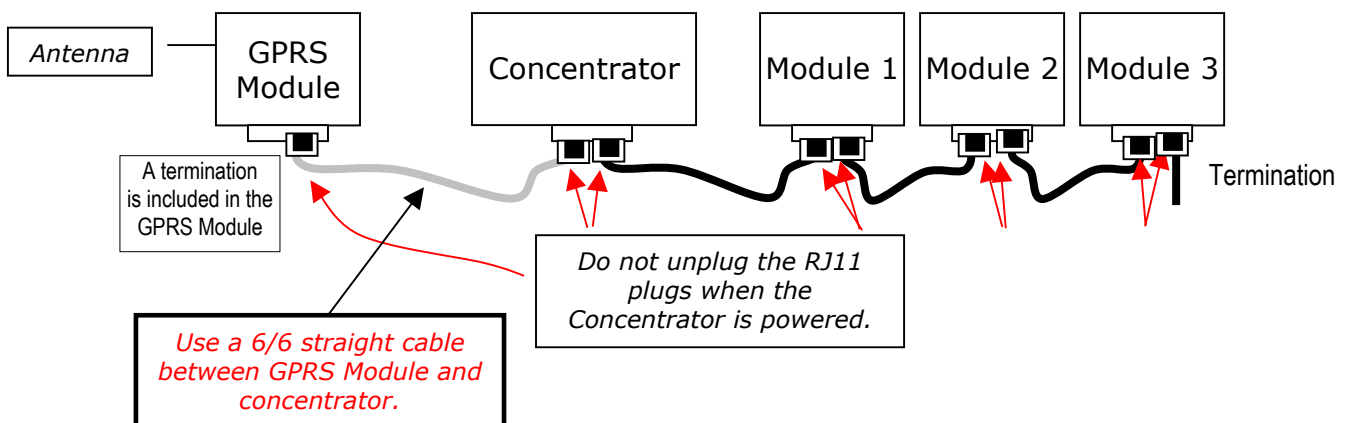 Antenna
GPRS
Module
Concentrator
Module 1
Module 2
Module 3
A termination
is included in the
GPRS Module
Termination
Do not unplug the RJ11
plugs when the
Concentrator is powered.
Use a 6/6 straight cable
between GPRS Module and
concentrator.